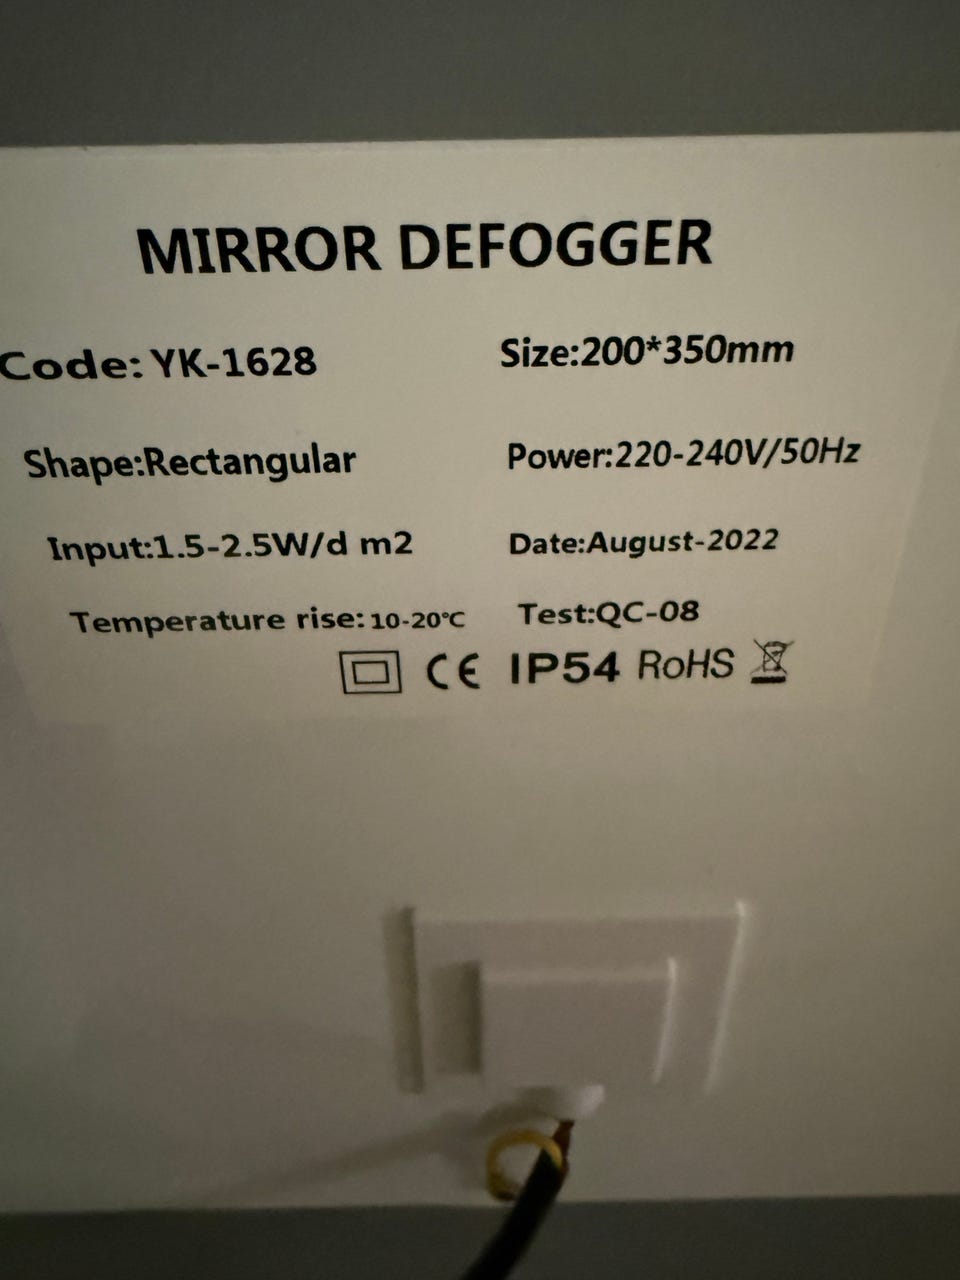 MIRROR DEFOGGER
Code: YK-1628 Size:200*350mm
Shape:Rectangular Power:220-240V/50Hz
Input:1.5-2.5W/d m2 Date:August-2022
Temperature rise:10-20℃ Test:QC-08
CE IP54 RoHS